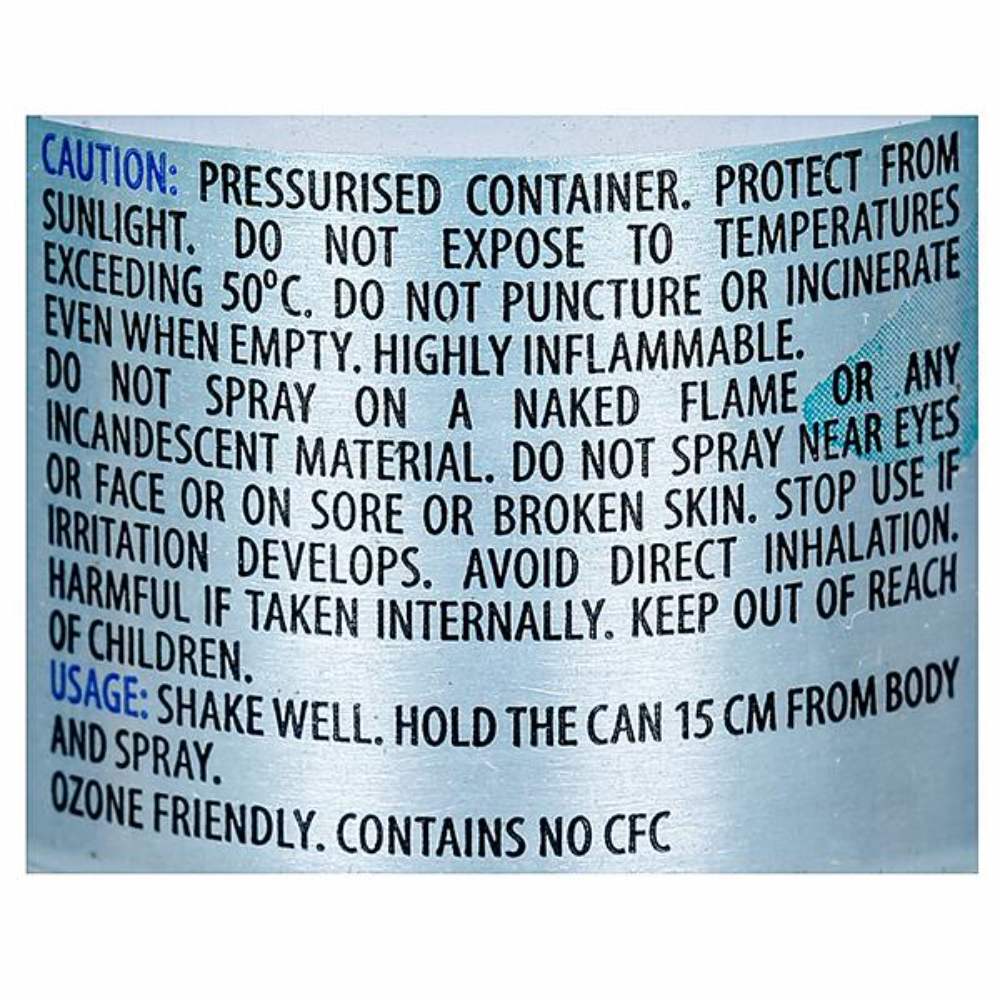 CAUTION: PRESSURISED CONTAINER. PROTECT FROM
SUNLIGHT. DO NOT EXPOSE TO TEMPERATURES
EXCEEDING 50°C. DO NOT PUNCTURE OR INCINERATE
EVEN WHEN EMPTY. HIGHLY INFLAMMABLE.
DO NOT SPRAY ON A NAKED FLAME OR ANY
INCANDESCENT MATERIAL. DO NOT SPRAY NEAR EYES
OR FACE OR ON SORE OR BROKEN SKIN. STOP USE IF
IRRITATION DEVELOPS. AVOID DIRECT INHALATION.
HARMFUL IF TAKEN INTERNALLY. KEEP OUT OF REACH
OF CHILDREN.
USAGE: SHAKE WELL. HOLD THE CAN 15 CM FROM BODY
AND SPRAY.
OZONE FRIENDLY. CONTAINS NO CFC